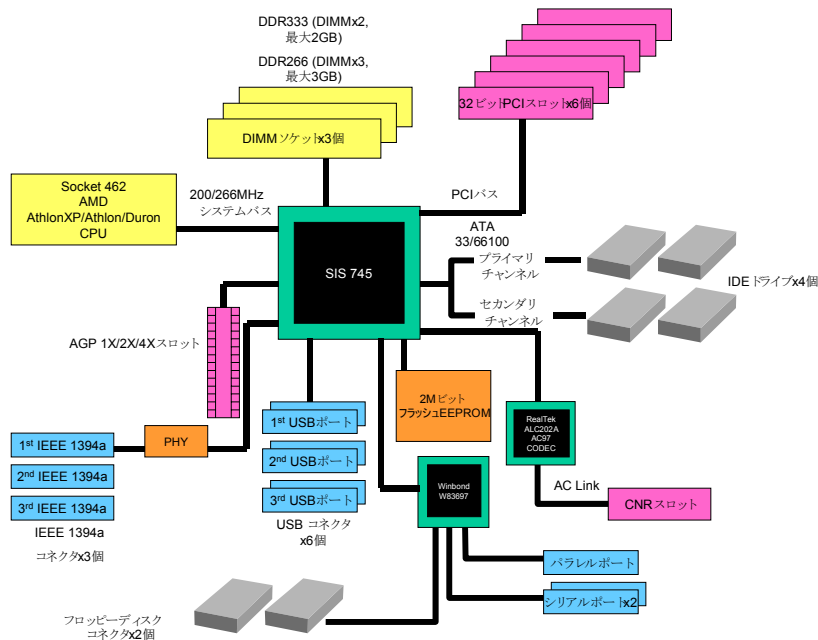 DDR333 (DIMMx2,
最大2GB)
DDR266 (DIMMx3,
最大3GB)
DIMMソケットx3個
32ビットPCIスロットx6個
Socket 462
AMD
AthlonXP/Athlon/Duron
CPU
200/266MHz
システムバス
PCIバス
SIS 745
ATA
33/66100
プライマリ
チャンネル
セカンダリ
チャンネル
IDEドライブx4個
AGP 1X/2X/4Xスロット
2Mビット
フラッシュEEPROM
RealTek
ALC202A
AC97
CODEC
1st USBポート
2nd USBポート
3rd USBポート
USB コネクタ
x6個
PHY
1st IEEE 1394a
2nd IEEE 1394a
3rd IEEE 1394a
IEEE 1394a
コネクタx3個
Winbond
W83697
AC Link
CNRスロット
パラレルポート
シリアルポートx2
フロッピーディスク
コネクタx2個